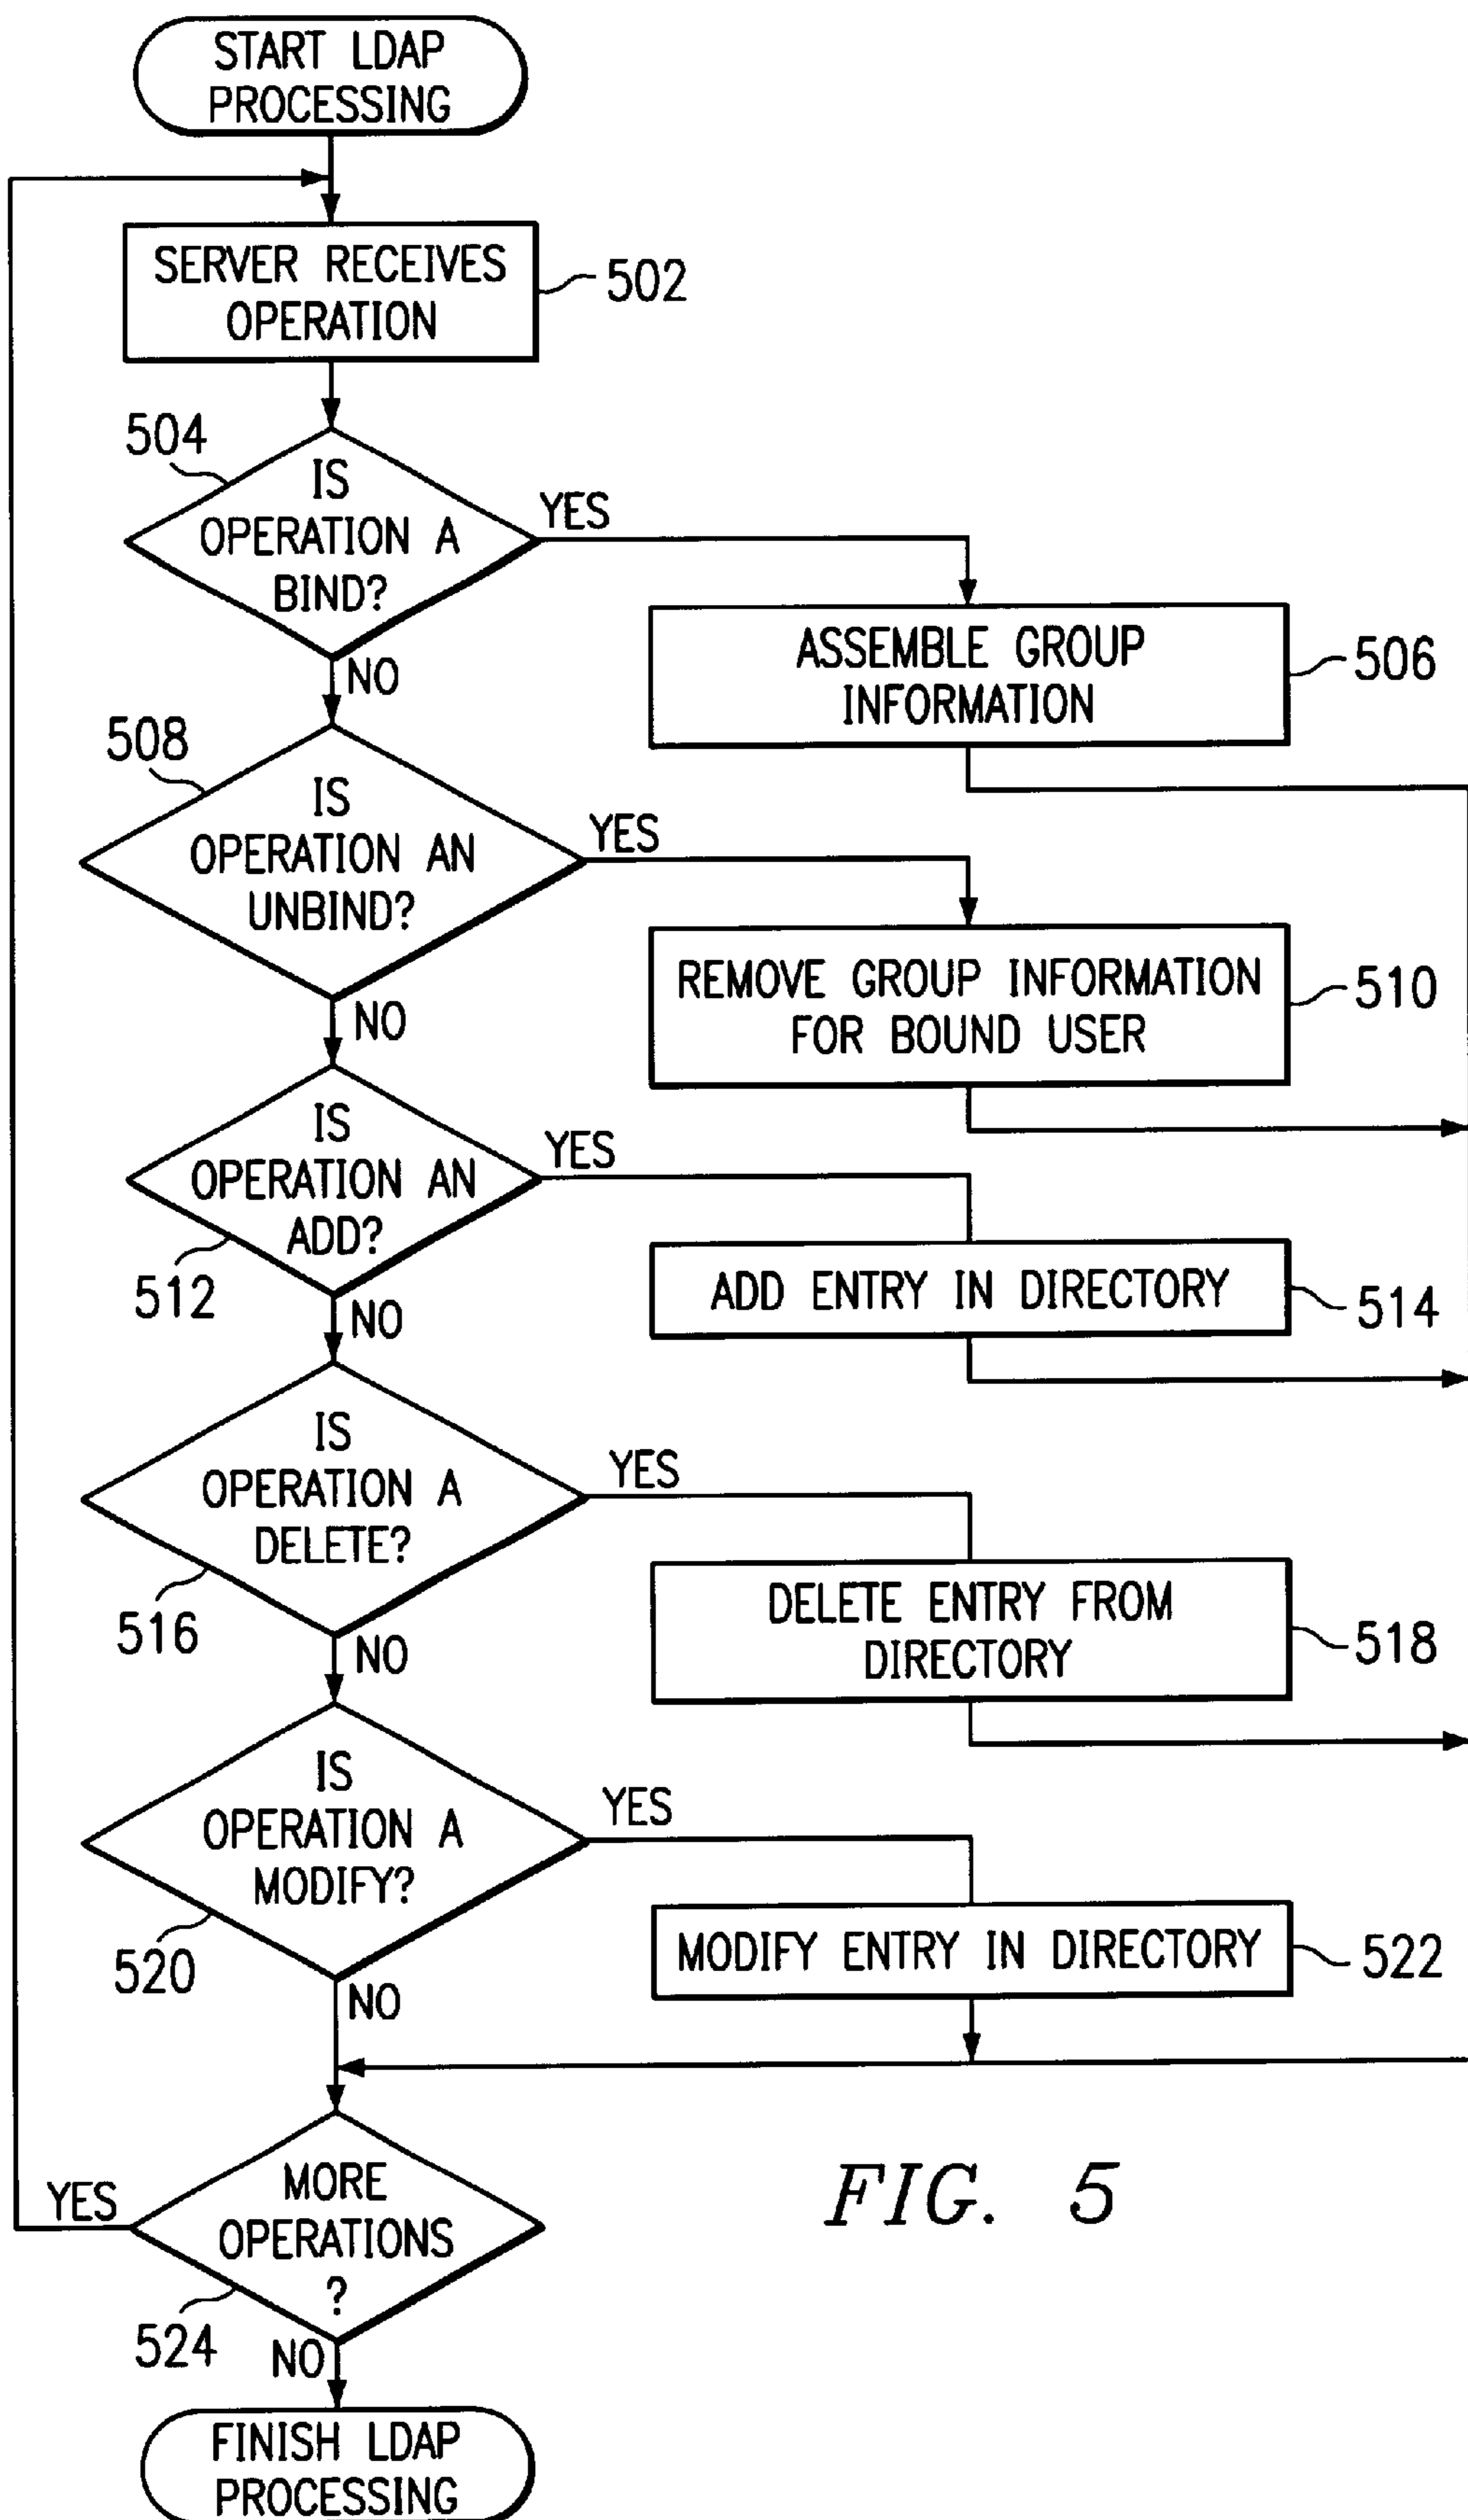 START LDAP
PROCESSING
SERVER RECEIVES
OPERATION
502
504
IS
OPERATION A
BIND?
YES
NO
ASSEMBLE GROUP
INFORMATION
506
508
IS
OPERATION AN
UNBIND?
YES
NO
REMOVE GROUP INFORMATION
FOR BOUND USER
510
IS
OPERATION AN
ADD?
YES
512
NO
ADD ENTRY IN DIRECTORY
514
IS
OPERATION A
DELETE?
YES
516
NO
DELETE ENTRY FROM
DIRECTORY
518
IS
OPERATION A
MODIFY?
YES
520
NO
MODIFY ENTRY IN DIRECTORY
522
MORE
OPERATIONS
?
YES
524
NO
FIG. 5
FINISH LDAP
PROCESSING